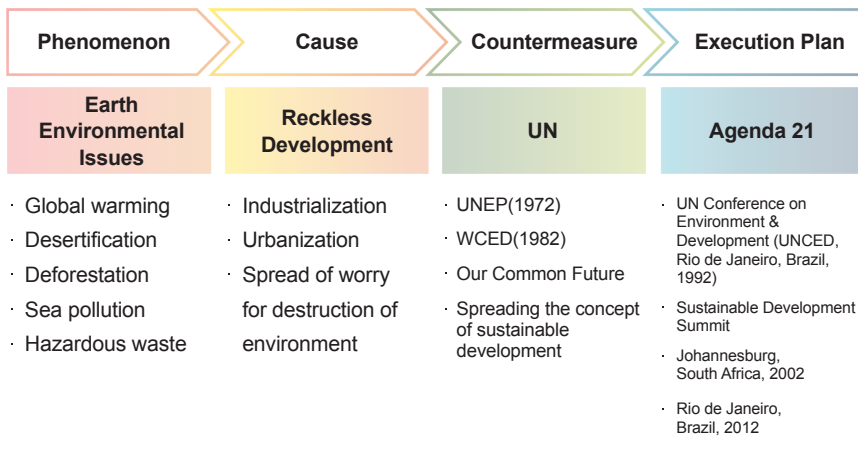 Phenomenon
Cause
Countermeasure
Execution Plan
Earth
Environmental
Issues
Reckless
Development
UN
Agenda 21
· Global warming
· Desertification
· Deforestation
· Sea pollution
· Hazardous waste
· Industrialization
· Urbanization
· Spread of worry
for destruction of
environment
· UNEP(1972)
· WCED(1982)
· Our Common Future
· Spreading the concept
of sustainable
development
· UN Conference on
Environment &
Development (UNCED,
Rio de Janeiro, Brazil,
1992)
· Sustainable Development
Summit
· Johannesburg,
South Africa, 2002
· Rio de Janeiro,
Brazil, 2012